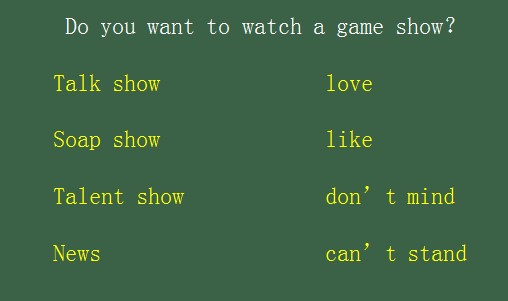 Do you want to watch a game show?
Talk show love
Soap show like
Talent show don’t mind
News can’t stand